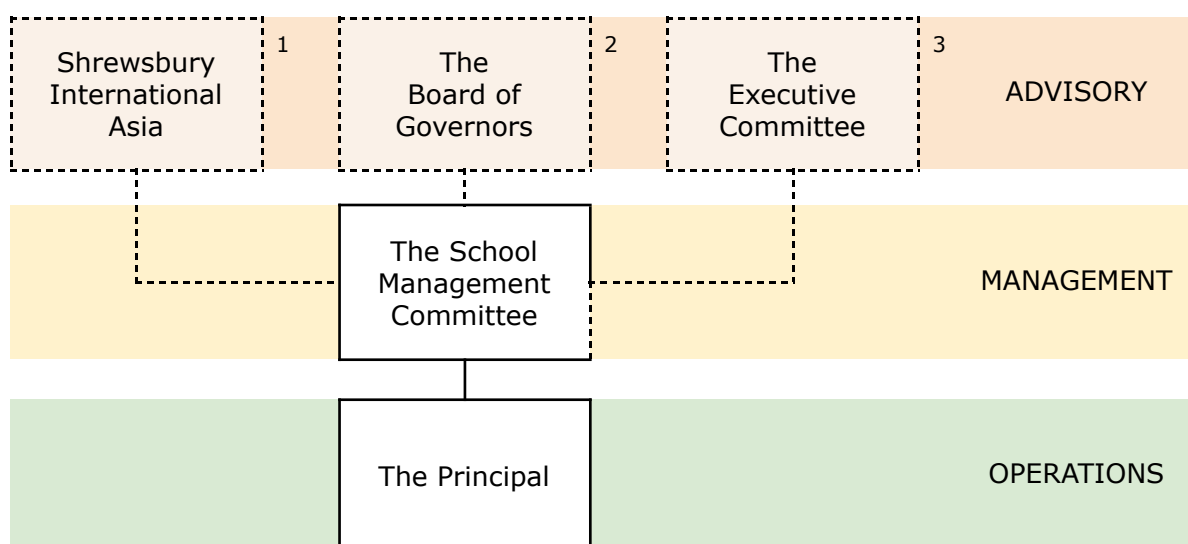 Shrewsbury
International
Asia
1
The
Board of
Governors
2
The
Executive
Committee
3
ADVISORY
The School
Management
Committee
MANAGEMENT
The Principal
OPERATIONS